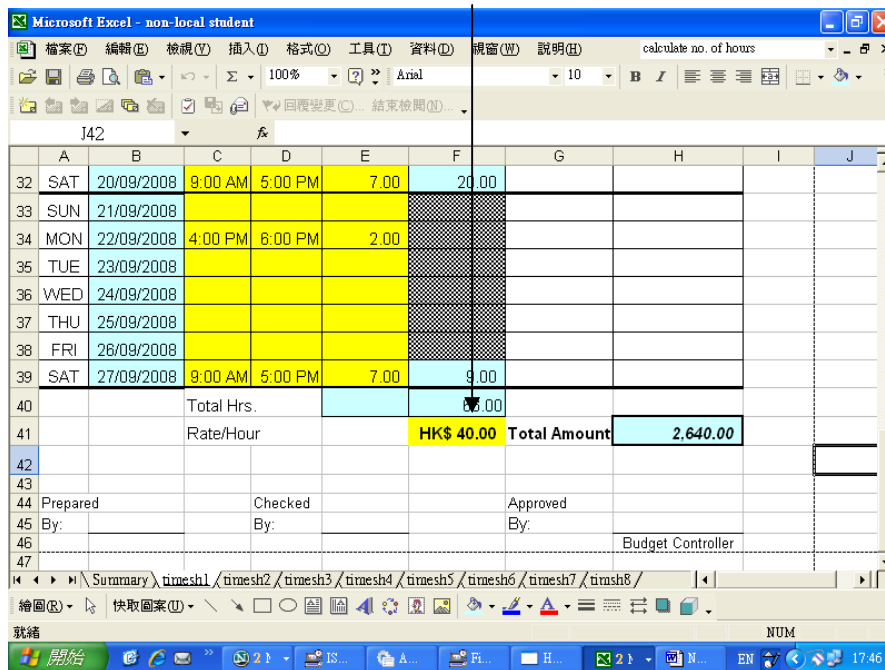 Microsoft Excel - non-local student
檔案(F) 編輯(E) 檢視(V) 插入(I) 格式(O) 工具(T) 資料(D) 視窗(W) 說明(H) calculate no. of hours
100% Arial 10 B I
回覆變更(C)... 結束檢閱(N)...
J42 fx
A B C D E F G H I J
32 SAT 20/09/2008 9:00 AM 5:00 PM 7.00 20.00
33 SUN 21/09/2008
34 MON 22/09/2008 4:00 PM 6:00 PM 2.00
35 TUE 23/09/2008
36 WED 24/09/2008
37 THU 25/09/2008
38 FRI 26/09/2008
39 SAT 27/09/2008 9:00 AM 5:00 PM 7.00 9.00
40 Total Hrs.
41 Rate/Hour HK$ 40.00 Total Amount 2,640.00
42
43
44 Prepared Checked Approved
45 By: By: By:
46 Budget Controller
47
Summary timesh1 timesh2 timesh3 timesh4 timesh5 timesh6 timesh7 timsh8
繪圖(R) 快取圖案(U)
就緒 NUM
開始 IS... A... Fi... H... N... EN 17:46